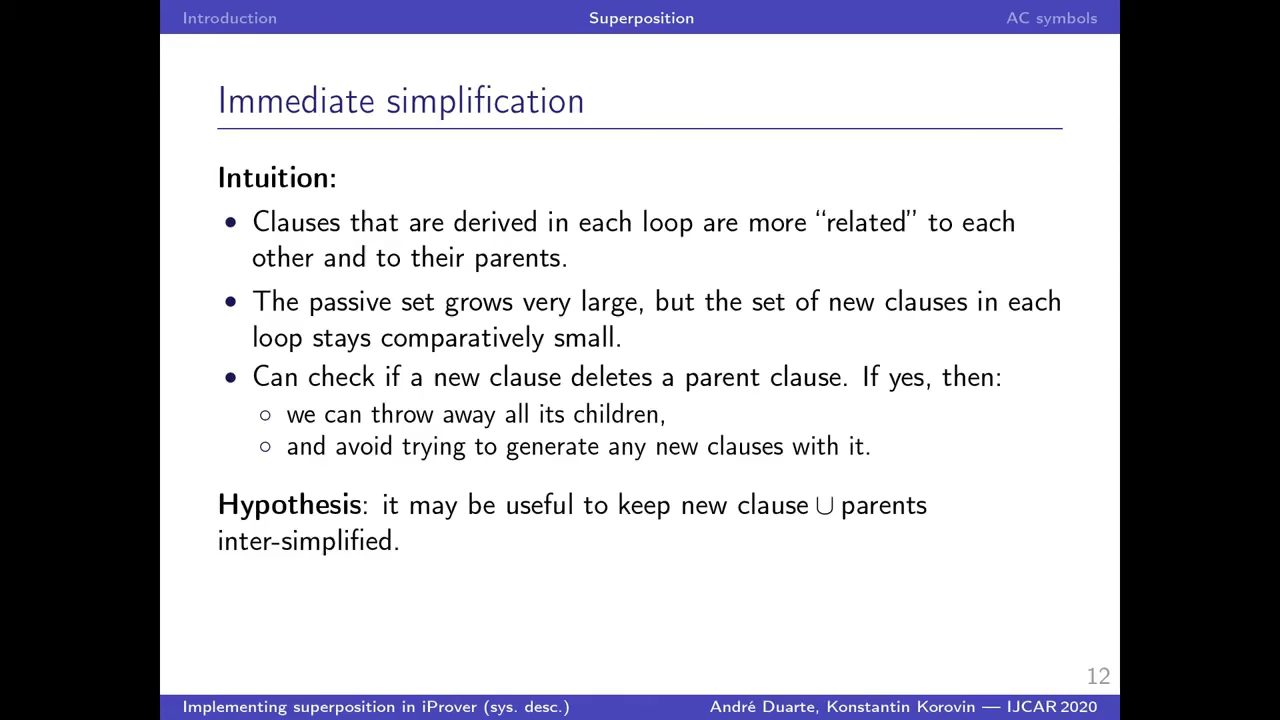 Introduction Superposition AC symbols
Immediate simplification
Intuition:
• Clauses that are derived in each loop are more “related” to each
other and to their parents.
• The passive set grows very large, but the set of new clauses in each
loop stays comparatively small.
• Can check if a new clause deletes a parent clause. If yes, then:
○ we can throw away all its children,
○ and avoid trying to generate any new clauses with it.
Hypothesis: it may be useful to keep new clause ∪ parents
inter-simplified.
12
Implementing superposition in iProver (sys. desc.) André Duarte, Konstantin Korovin — IJCAR 2020